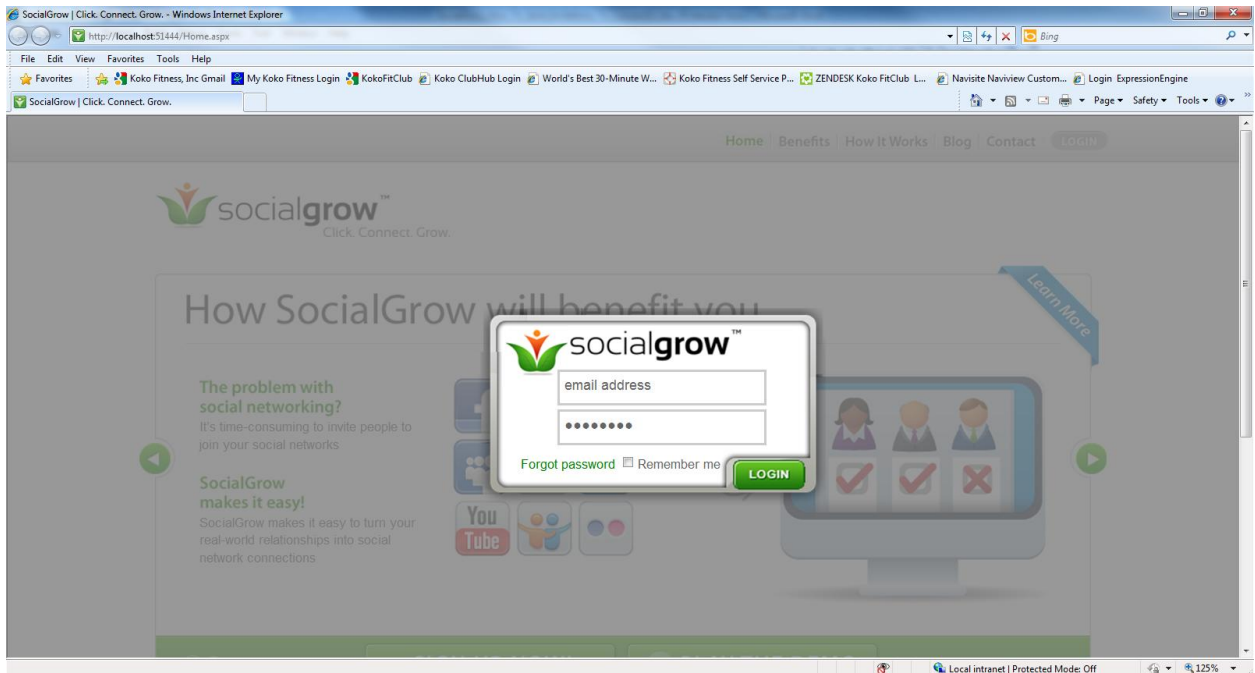 SocialGrow | Click. Connect. Grow. - Windows Internet Explorer
http://localhost:51444/Home.aspx
Bing
File Edit View Favorites Tools Help
Favorites Koko Fitness, Inc Gmail My Koko Fitness Login KokoFitClub Koko ClubHub Login World's Best 30-Minute W... Koko Fitness Self Service P... ZENDESK Koko FitClub L... Navisite Naviview Custom... Login ExpressionEngine
SocialGrow | Click. Connect. Grow.
Page Safety Tools
Home Benefits How It Works Blog Contact LOGIN
socialgrow™
Click. Connect. Grow.
Learn More
How SocialGrow will benefit you
socialgrow™
email address
Forgot password Remember me
LOGIN
The problem with
social networking?
It's time-consuming to invite people to
join your social networks
SocialGrow
makes it easy!
SocialGrow makes it easy to turn your
real-world relationships into social
network connections
You
Tube
Local intranet | Protected Mode: Off 125%